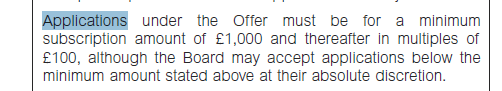 Applications under the Offer must be for a minimum
subscription amount of £1,000 and thereafter in multiples of
£100, although the Board may accept applications below the
minimum amount stated above at their absolute discretion.